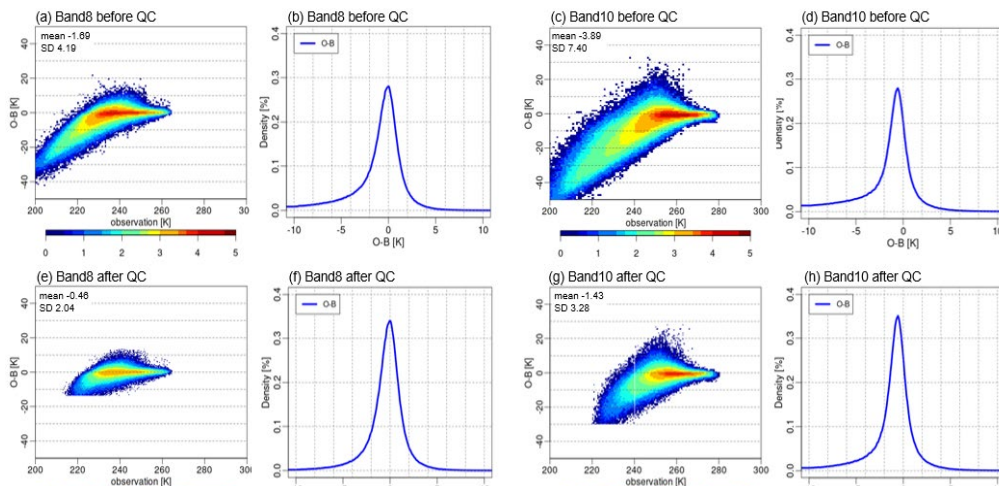 (a) Band8 before QC
mean -1.69
SD 4.19
O-B [K]
40
20
0
-20
-40
200 220 240 260 280 30
observation [K]
0 1 2 3 4 5
(b) Band8 before QC
O-B
Density [%]
0.4
0.3
0.2
0.1
0.0
-10 -5 0 5 10
O-B [K]
(c) Band10 before QC
mean -3.89
SD 7.40
O-B [K]
40
20
0
-20
-40
200 220 240 260 280 300
observation [K]
0 1 2 3 4 5
(d) Band10 before QC
O-B
Density [%]
0.4
0.3
0.2
0.1
0.0
-10 -5 0 5 10
O-B [K]
(e) Band8 after QC
mean -0.46
SD 2.04
O-B [K]
40
20
0
-20
-40
200 220 240 260 280 300
observation [K]
(f) Band8 after QC
O-B
Density [%]
0.4
0.3
0.2
0.1
0.0
(g) Band10 after QC
mean -1.43
SD 3.28
O-B [K]
40
20
0
-20
-40
200 220 240 260 280 300
observation [K]
(h) Band10 after QC
O-B
Density [%]
0.4
0.3
0.2
0.1
0.0